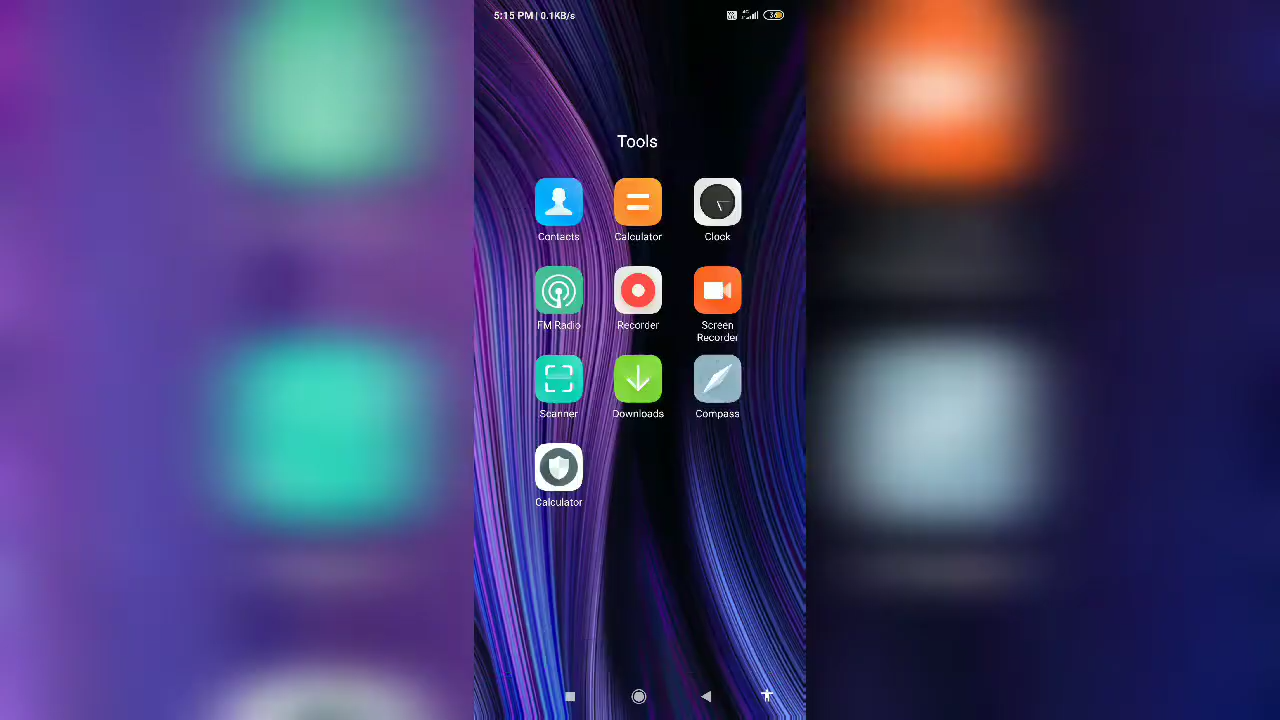 5:15 PM | 0.1KB/s
Tools
Contacts
Calculator
Clock
FM Radio
Recorder
Screen
Recorder
Scanner
Downloads
Compass
Calculator